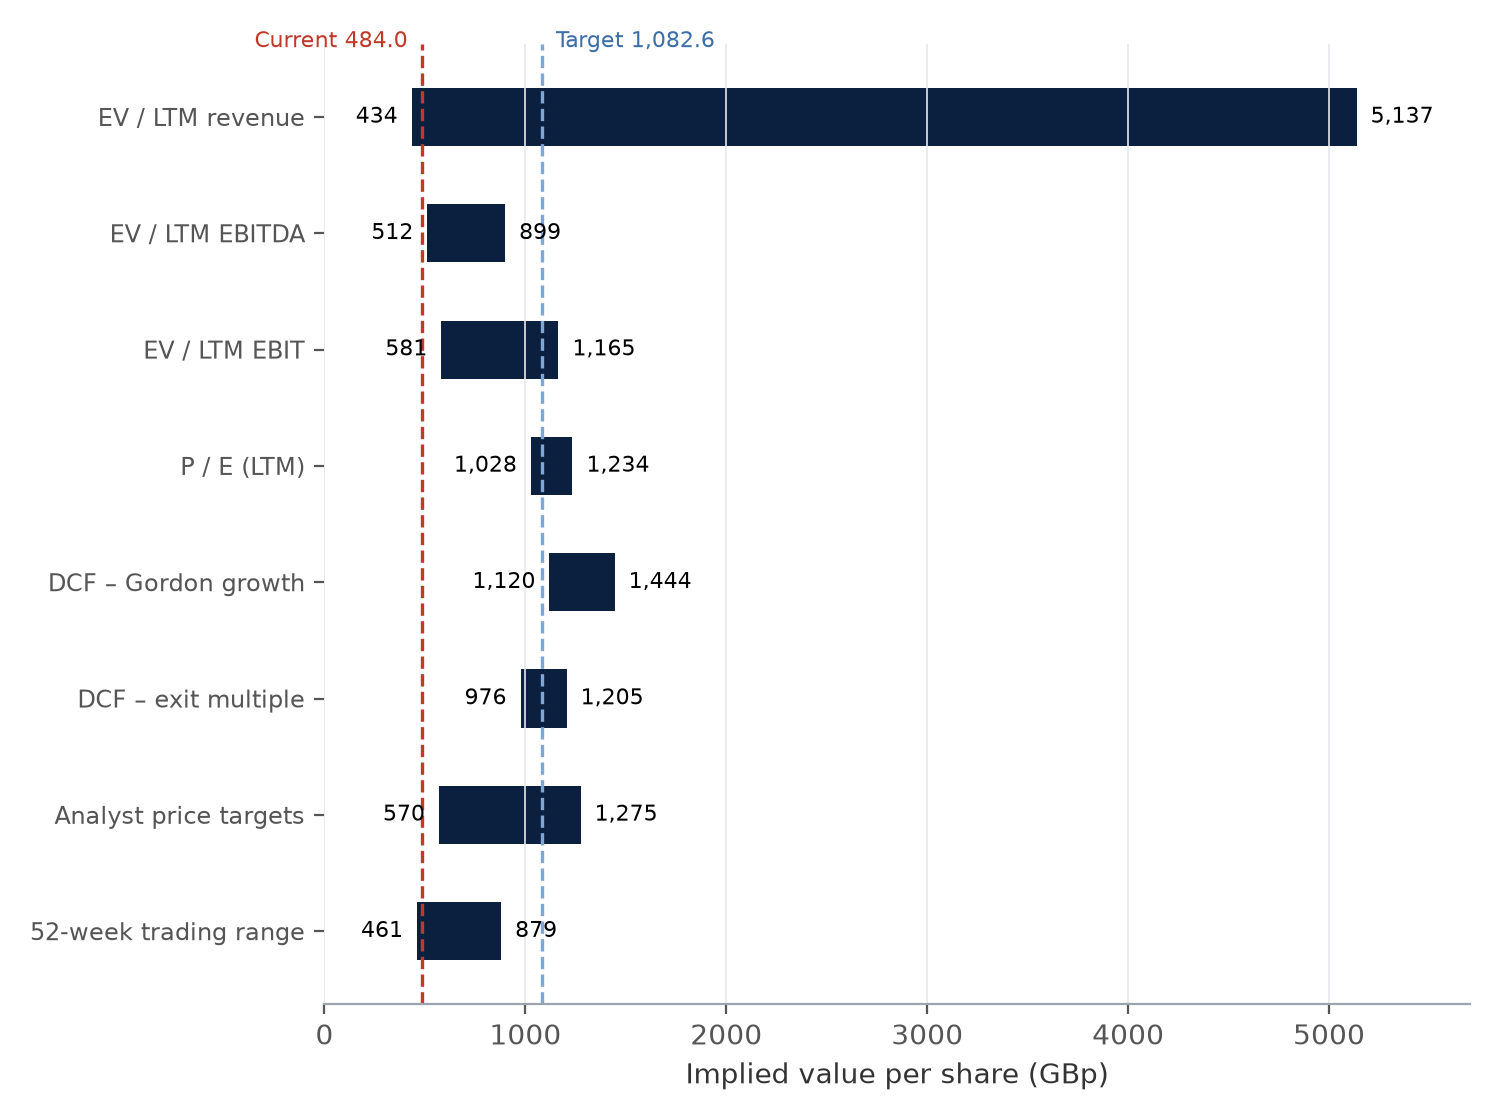 Current 484.0 Target 1,082.6
EV / LTM revenue 434 5,137
EV / LTM EBITDA 512 899
EV / LTM EBIT 581 1,165
P / E (LTM) 1,028 1,234
DCF – Gordon growth 1,120 1,444
DCF – exit multiple 976 1,205
Analyst price targets 570 1,275
52-week trading range 461 879
0 1000 2000 3000 4000 5000
Implied value per share (GBp)